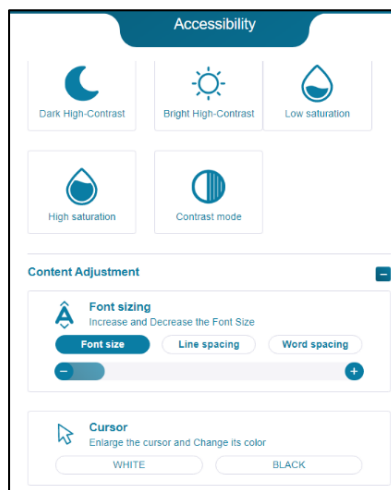 Accessibility
Dark High-Contrast
Bright High-Contrast
Low saturation
High saturation
Contrast mode
Content Adjustment
Font sizing
Increase and Decrease the Font Size
Font size
Line spacing
Word spacing
Cursor
Enlarge the cursor and Change its color
WHITE
BLACK